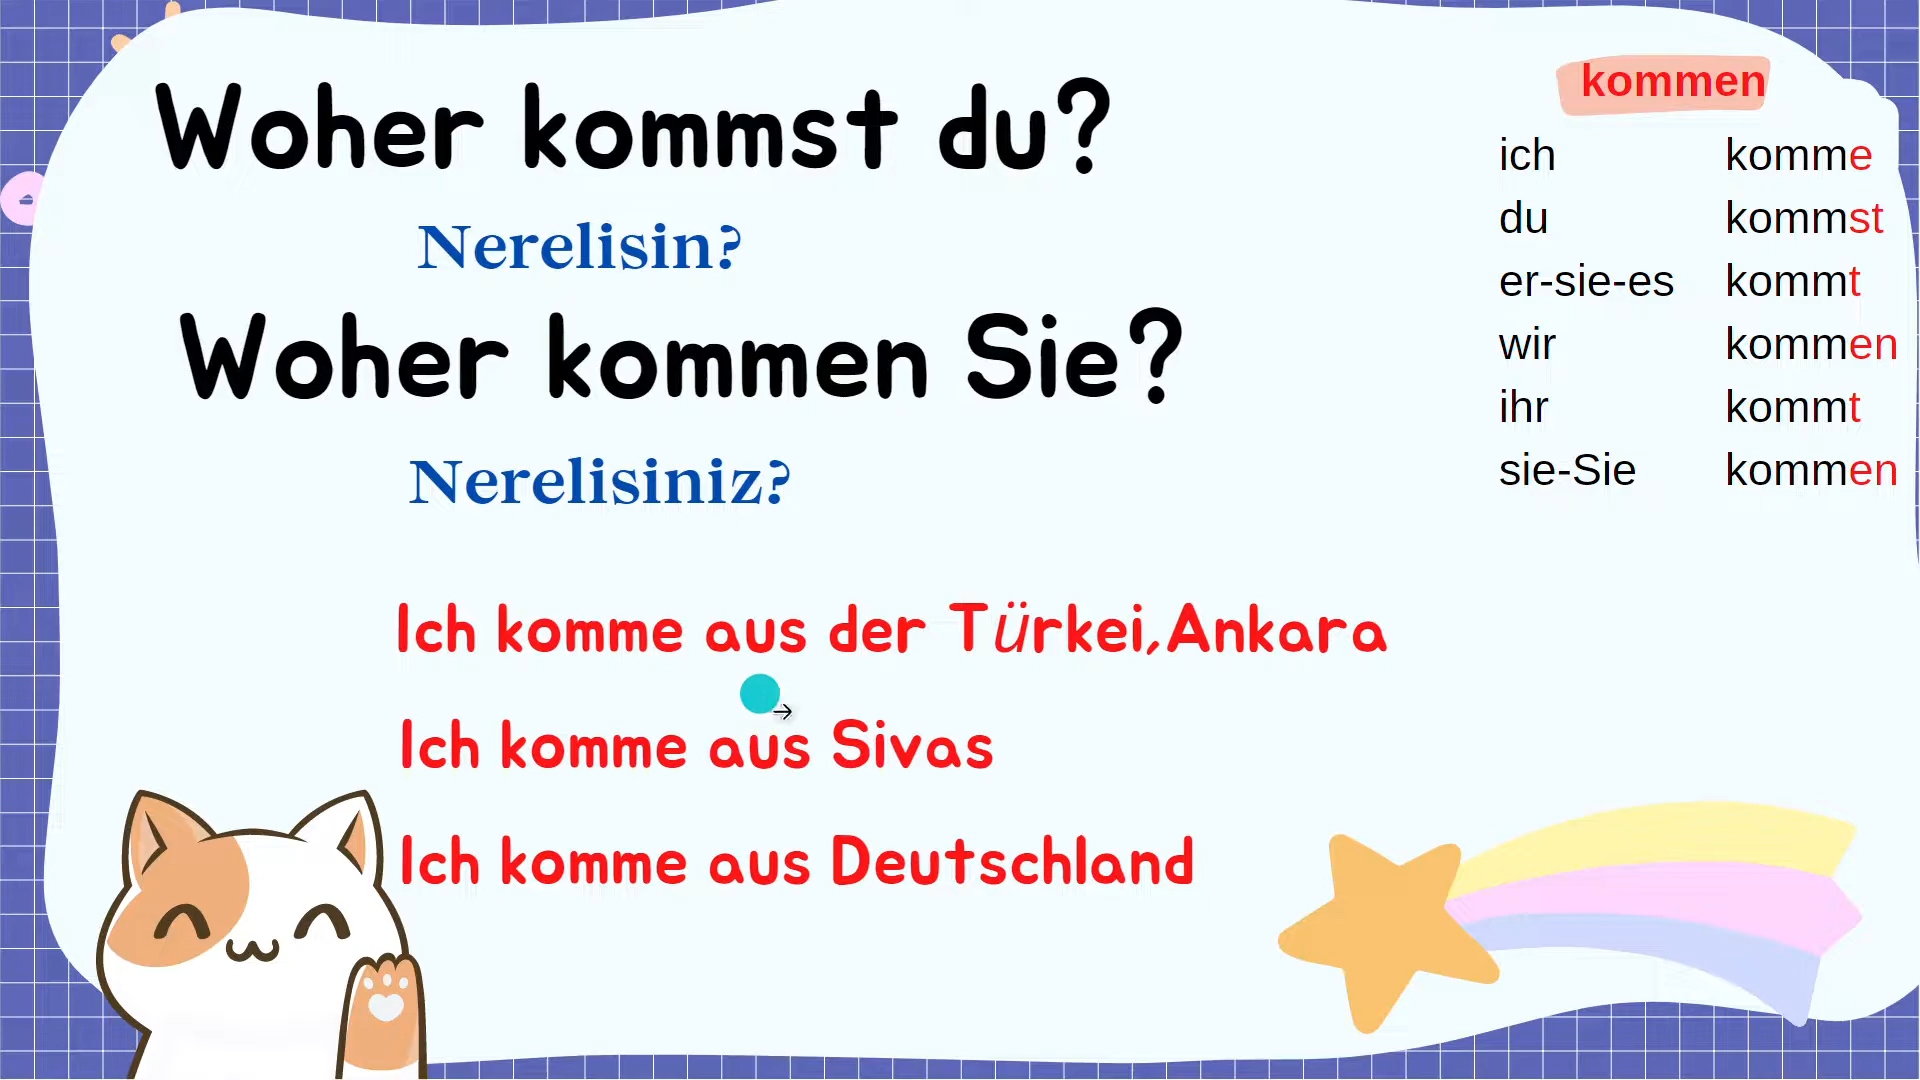 Woher kommst du?
Nerelisin?
Woher kommen Sie?
Nerelisiniz?
Ich komme aus der Türkei,Ankara
Ich komme aus Sivas
Ich komme aus Deutschland
kommen
ich komme
du kommst
er-sie-es kommt
wir kommen
ihr kommt
sie-Sie kommen